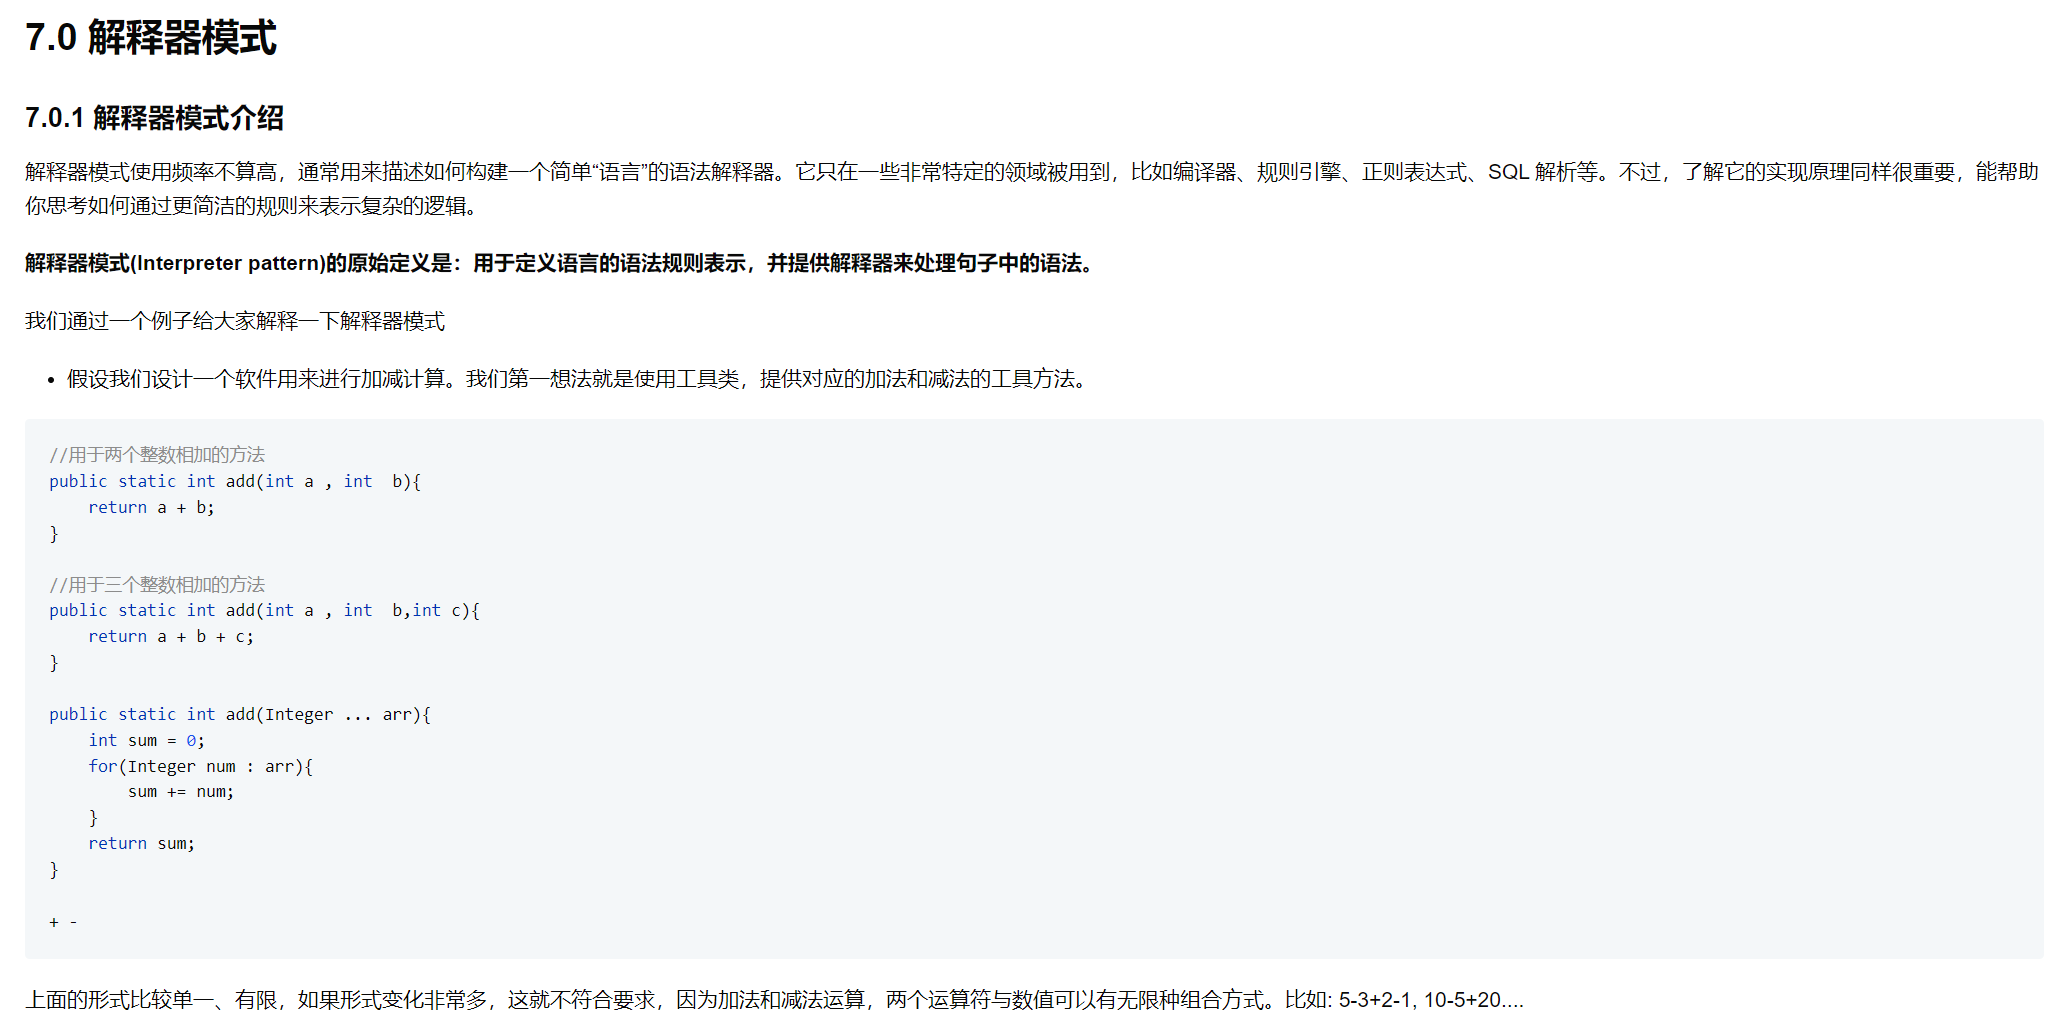 7.0 解释器模式
7.0.1 解释器模式介绍
解释器模式使用频率不算高，通常用来描述如何构建一个简单“语言”的语法解释器。它只在一些非常特定的领域被用到，比如编译器、规则引擎、正则表达式、SQL 解析等。不过，了解它的实现原理同样很重要，能帮助
你思考如何通过更简洁的规则来表示复杂的逻辑。
解释器模式(Interpreter pattern)的原始定义是：用于定义语言的语法规则表示，并提供解释器来处理句子中的语法。
我们通过一个例子给大家解释一下解释器模式
• 假设我们设计一个软件用来进行加减计算。我们第一想法就是使用工具类，提供对应的加法和减法的工具方法。
//用于两个整数相加的方法
public static int add(int a , int  b){
    return a + b;
}
//用于三个整数相加的方法
public static int add(int a , int  b,int c){
    return a + b + c;
}
public static int add(Integer ... arr){
    int sum = 0;
    for(Integer num : arr){
        sum += num;
    }
    return sum;
}
+ -
上面的形式比较单一、有限，如果形式变化非常多，这就不符合要求，因为加法和减法运算，两个运算符与数值可以有无限种组合方式。比如: 5-3+2-1, 10-5+20....